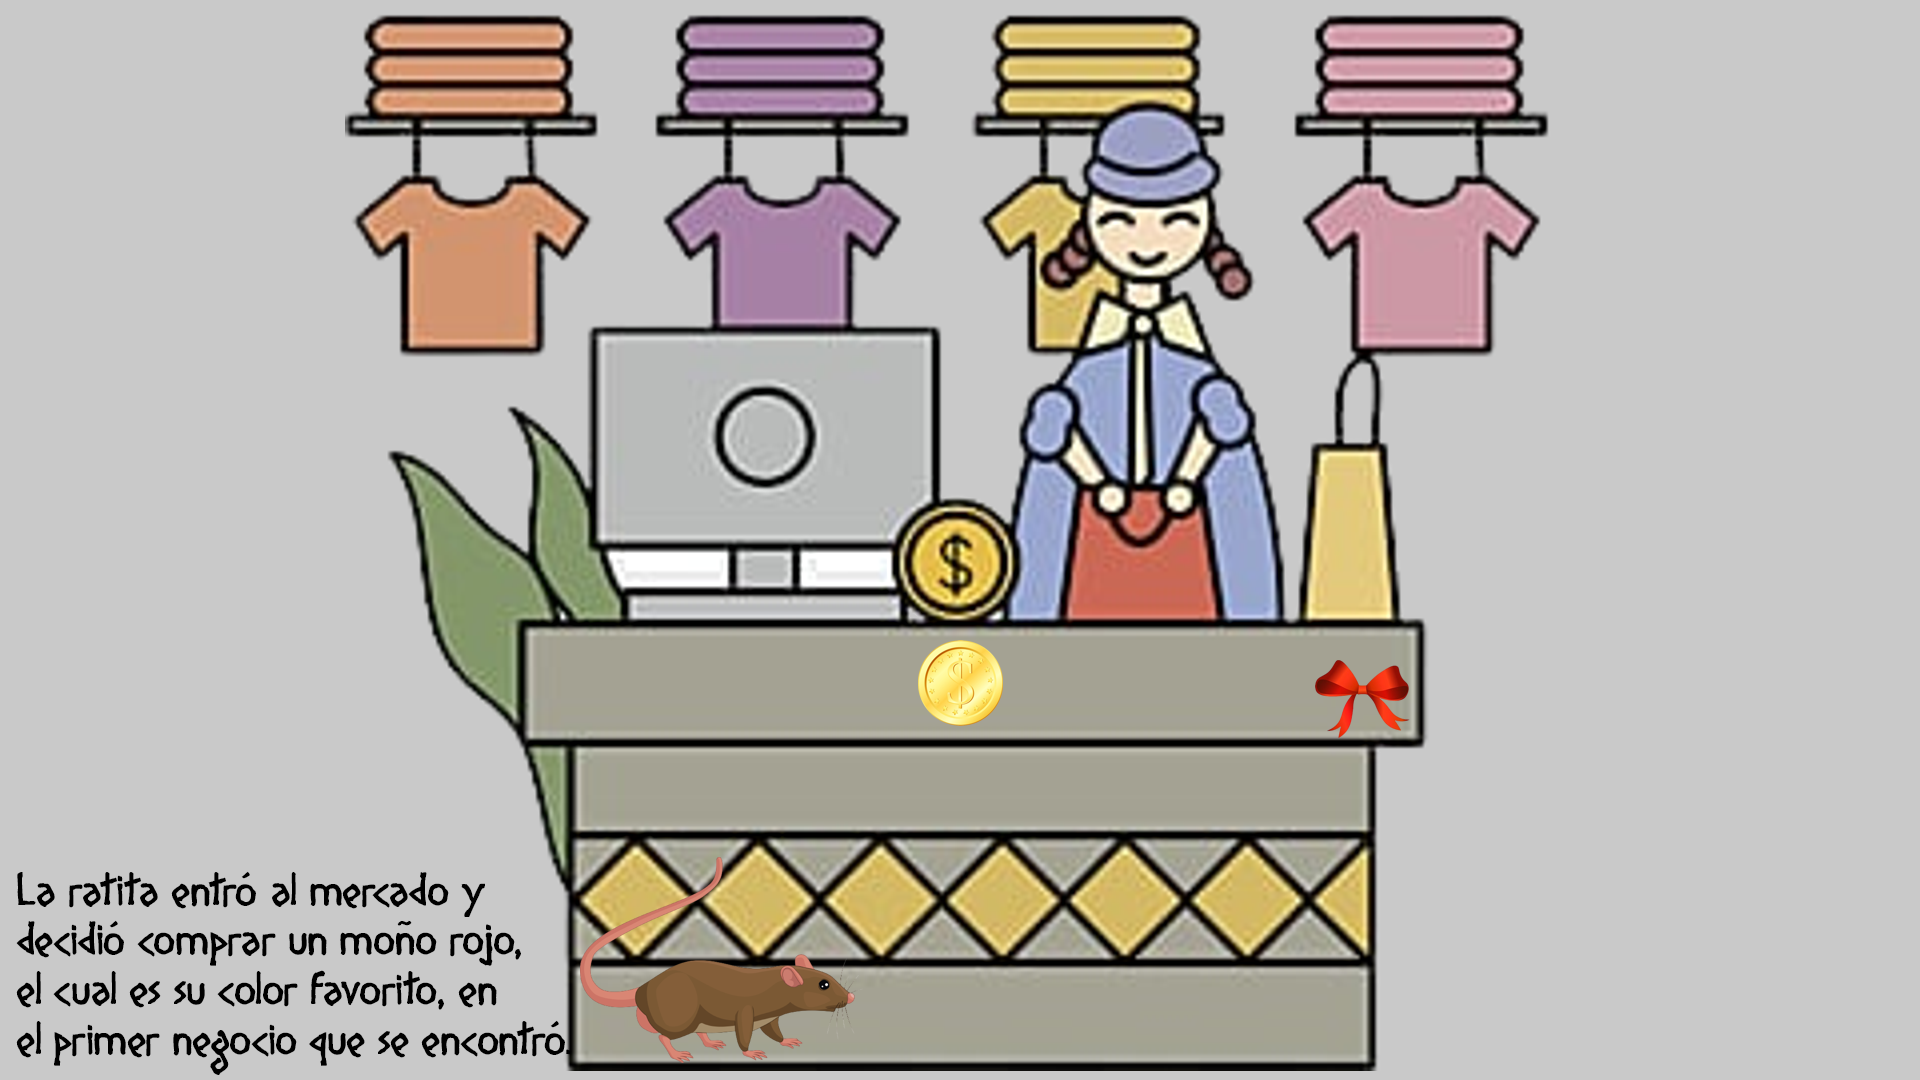 $
$
La ratita entró al mercado y
decidió comprar un moño rojo,
el cual es su color favorito, en
el primer negocio que se encontró.